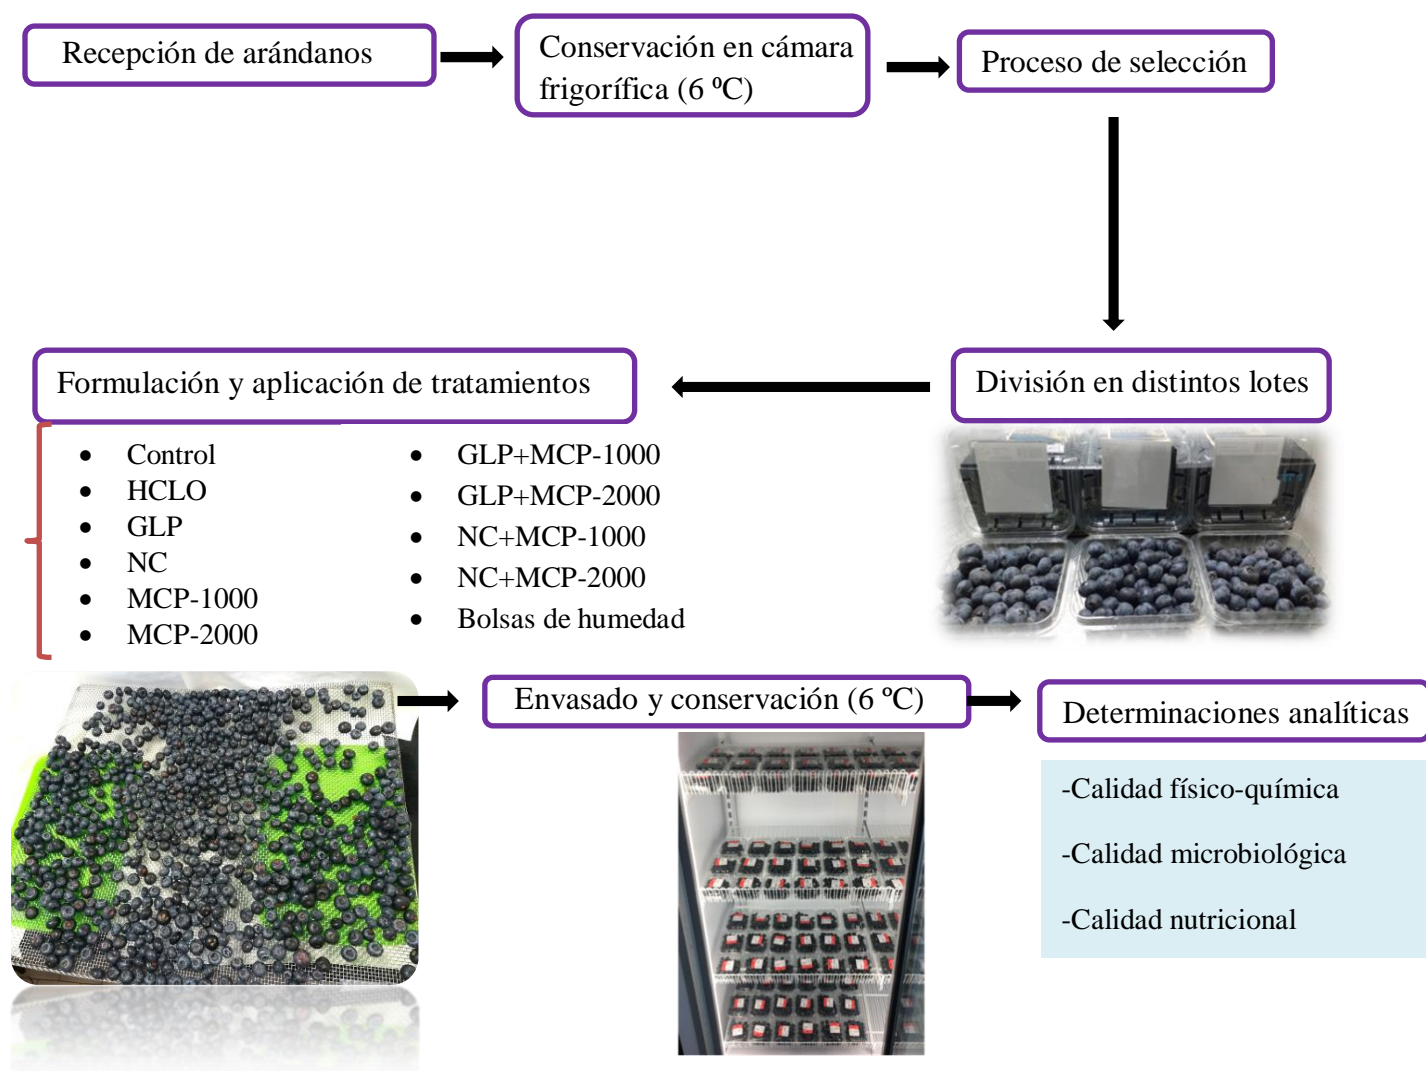 Recepción de arándanos
Conservación en cámara
frigorífica (6 ºC)
Proceso de selección
División en distintos lotes
Formulación y aplicación de tratamientos
• Control
• HCLO
• GLP
• NC
• MCP-1000
• MCP-2000
• GLP+MCP-1000
• GLP+MCP-2000
• NC+MCP-1000
• NC+MCP-2000
• Bolsas de humedad
Envasado y conservación (6 ºC)
Determinaciones analíticas
-Calidad físico-química
-Calidad microbiológica
-Calidad nutricional